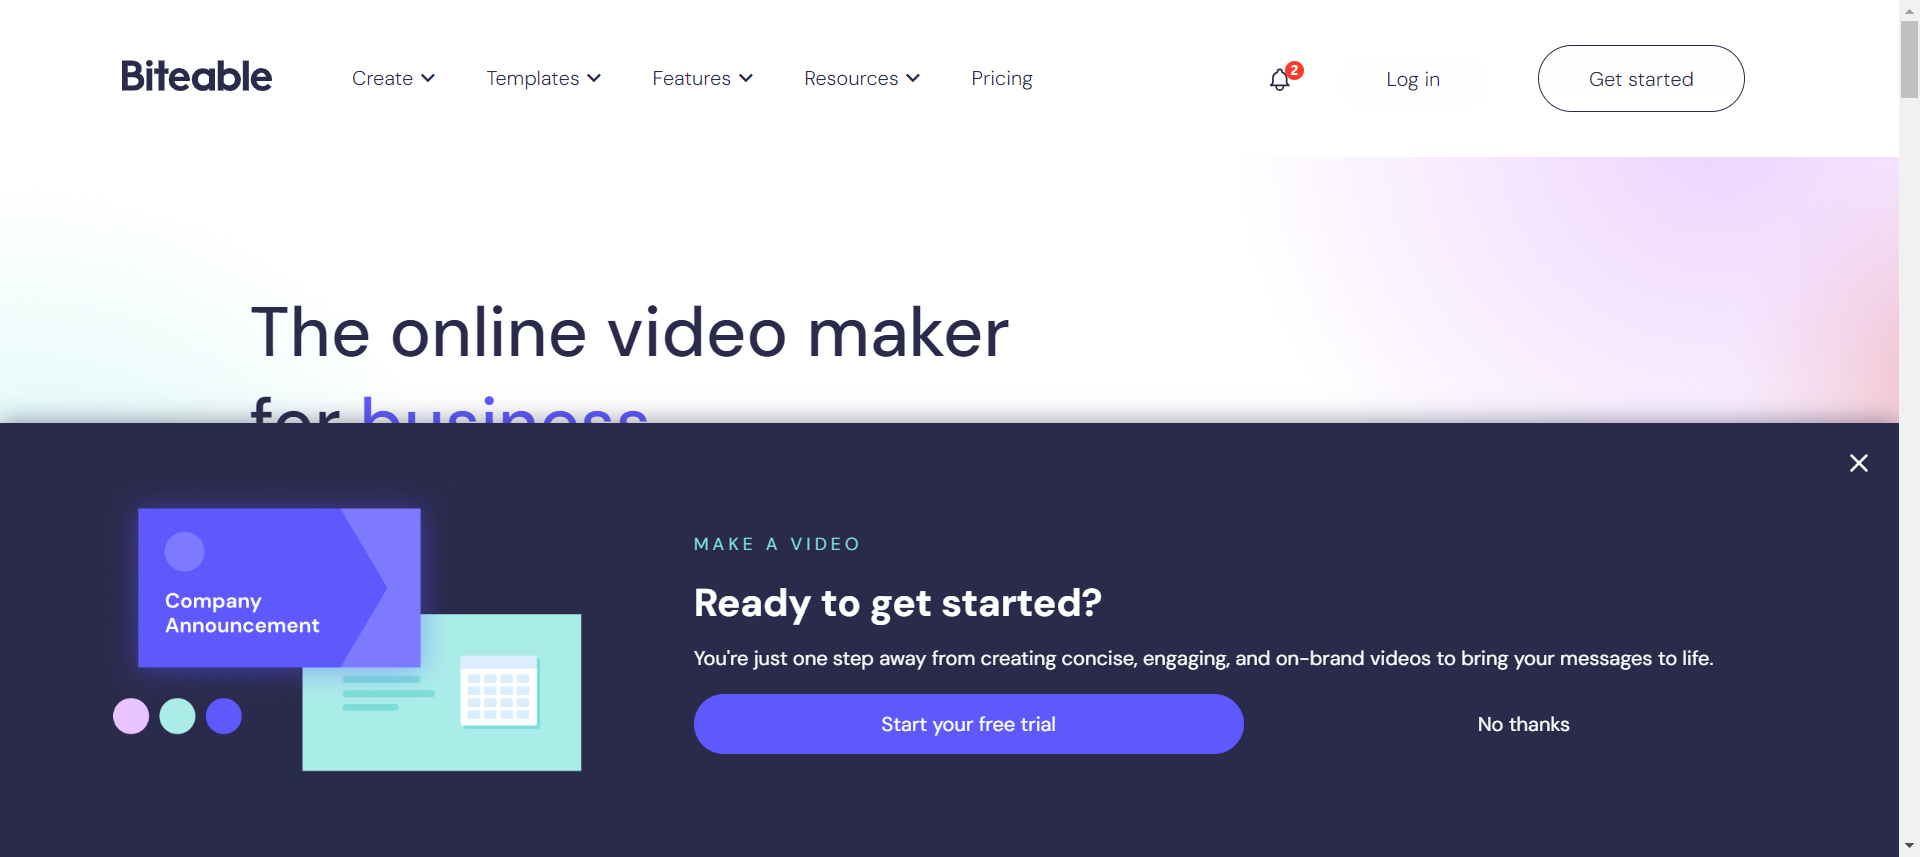 Biteable
Create
Templates
Features
Resources
Pricing
2
Log in
Get started
The online video maker
for business
MAKE A VIDEO
Ready to get started?
You're just one step away from creating concise, engaging, and on-brand videos to bring your messages to life.
Start your free trial
No thanks
Company
Announcement